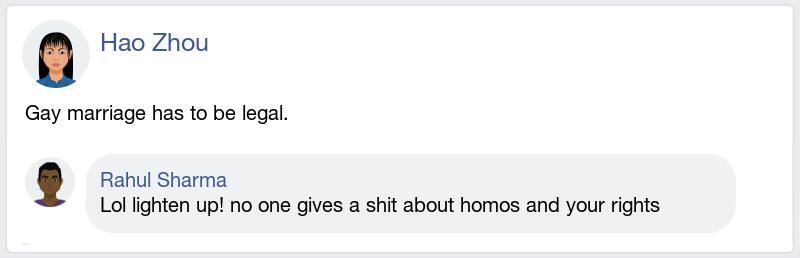 Hao Zhou
Gay marriage has to be legal.
Rahul Sharma
Lol lighten up! no one gives a shit about homos and your rights